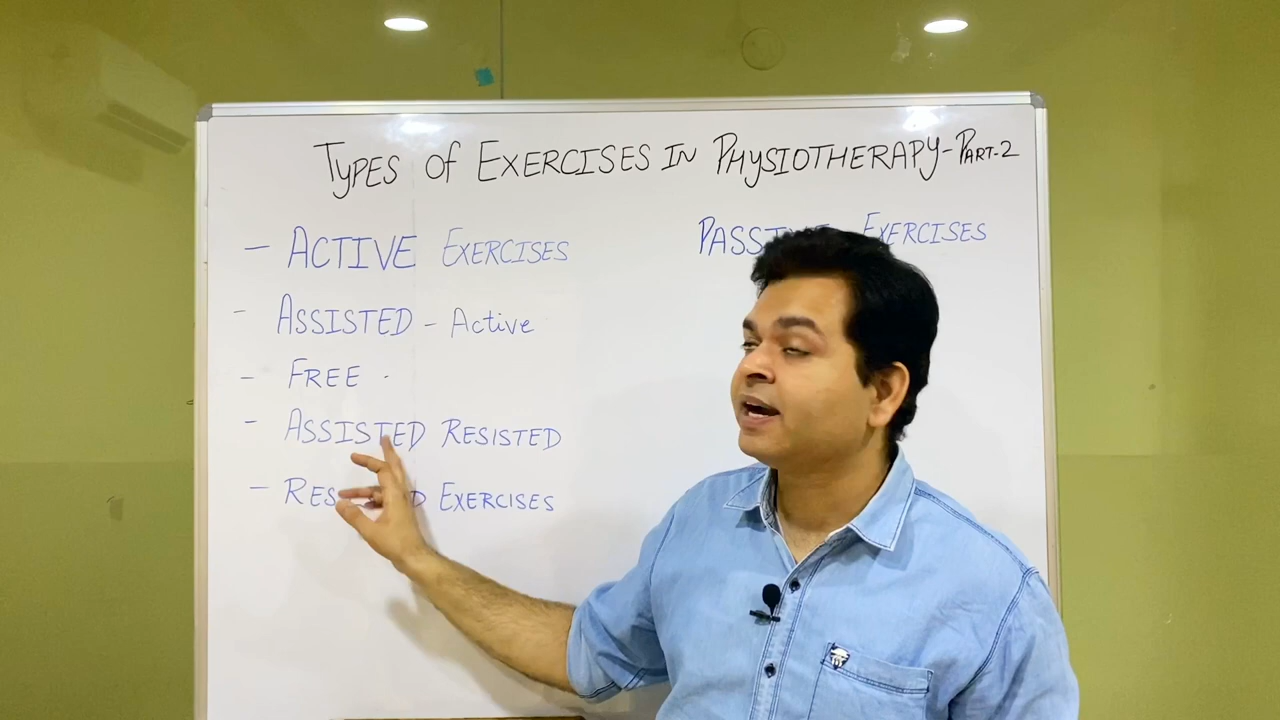 TYPES of EXERCISES IN PHYSIOTHERAPY-PART-2
- ACTIVE EXERCISES
- ASSISTED - Active
- FREE -
- ASSISTED RESISTED
- EXERCISES
EXERCISES